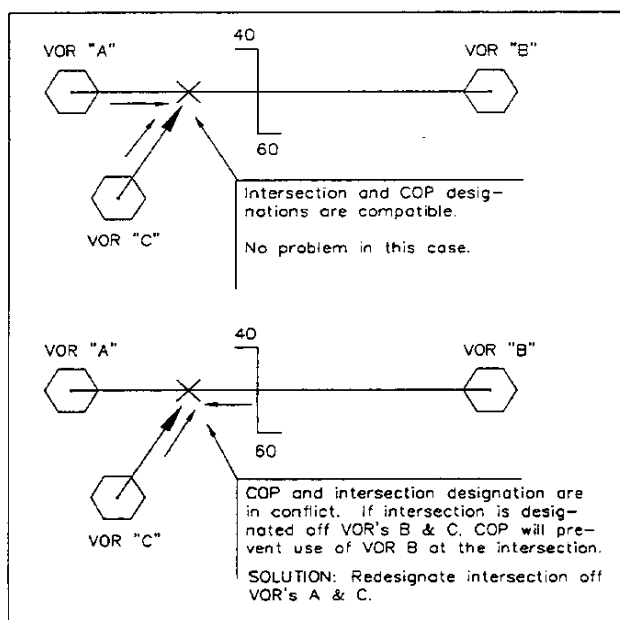 40
VOR "A"
VOR "B"
60
VOR "C"
Intersection and COP desig-
nations are compatible.
No problem in this case.
40
VOR "A"
VOR "B"
60
VOR "C"
COP and intersection designation are
in conflict. If intersection is desig-
nated off VOR's B & C, COP will pre-
vent use of VOR B at the intersection.
SOLUTION: Redesignate intersection off
VOR's A & C.